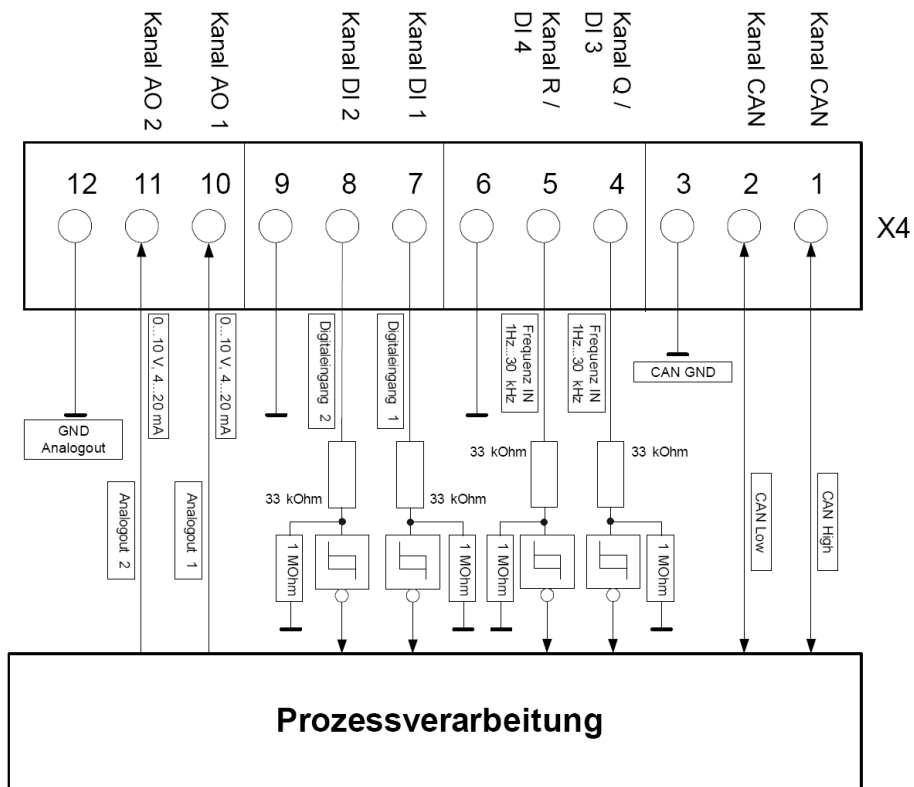 Kanal AO 2
Kanal AO 1
Kanal DI 2
Kanal DI 1
Kanal R /
DI 4
Kanal Q /
DI 3
Kanal CAN
Kanal CAN
12
11
10
9
8
7
6
5
4
3
2
1
X4
0...10 V, 4...20 mA
0...10 V, 4...20 mA
Digitaleingang 2
Digitaleingang 1
Frequenz IN
1Hz...30 kHz
Frequenz IN
1Hz...30 kHz
CAN GND
GND
Analogout
33 kOhm
33 kOhm
33 kOhm
33 kOhm
Analogout 2
Analogout 1
CAN Low
CAN High
1 MOhm
1 MOhm
1 MOhm
1 MOhm
Prozessverarbeitung